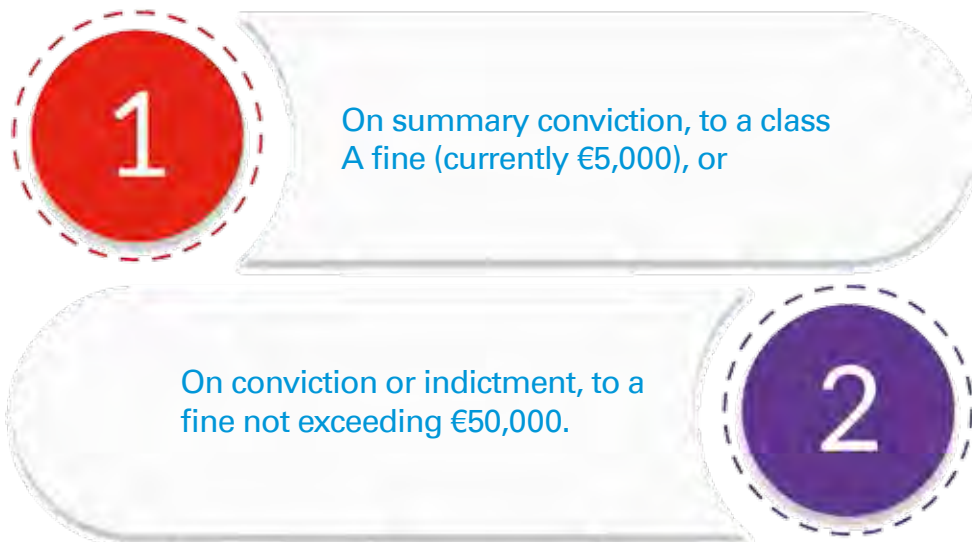 1
On summary conviction, to a class
A fine (currently €5,000), or
On conviction or indictment, to a
fine not exceeding €50,000.
2